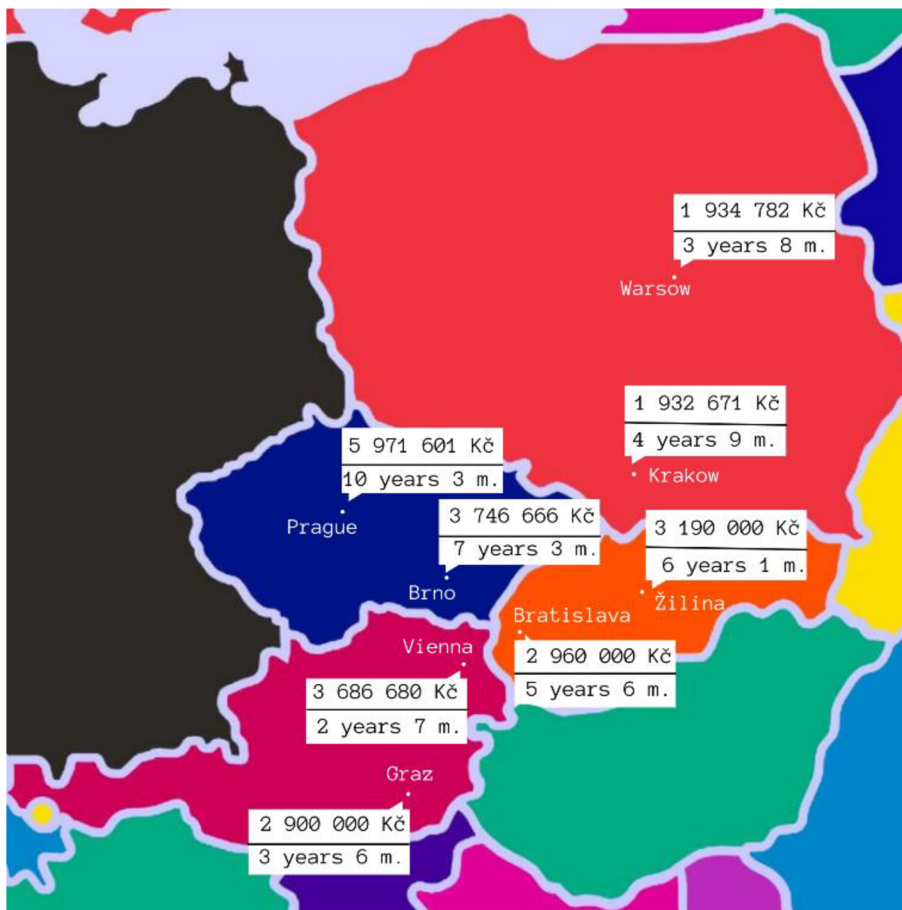 1 934 782 Kč
3 years 8 m.
Warsow
1 932 671 Kč
4 years 9 m.
Krakow
5 971 601 Kč
10 years 3 m.
Prague
3 746 666 Kč
7 years 3 m.
Brno
3 190 000 Kč
6 years 1 m.
Žilina
Bratislava
2 960 000 Kč
5 years 6 m.
Vienna
3 686 680 Kč
2 years 7 m.
Graz
2 900 000 Kč
3 years 6 m.